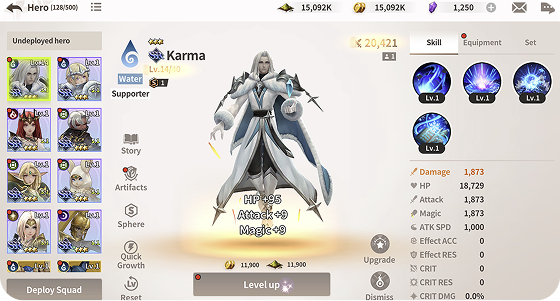 Hero (128/500)
15,092K
15,092K
1,250
Undeployed hero
Lv.14
Lv.1
Lv.1
Lv.1
Lv.1
Lv.1
Lv.1
Lv.1
Deploy Squad
Water
Supporter
Karma
Lv.14/40
1
20,421
1
Story
Artifacts
Sphere
Quick
Growth
Lv
Reset
HP +95
Attack +9
Magic +9
11,900
11,900
Level up
Upgrade
Dismiss
Skill
Equipment
Set
Lv.1
Lv.1
Lv.1
Lv.1
Damage 1,873
HP 18,729
Attack 1,873
Magic 1,873
ATK SPD 1,000
Effect ACC 0
Effect RES 0
CRIT 0
CRIT RES 0
CRIT DMG 0.0%